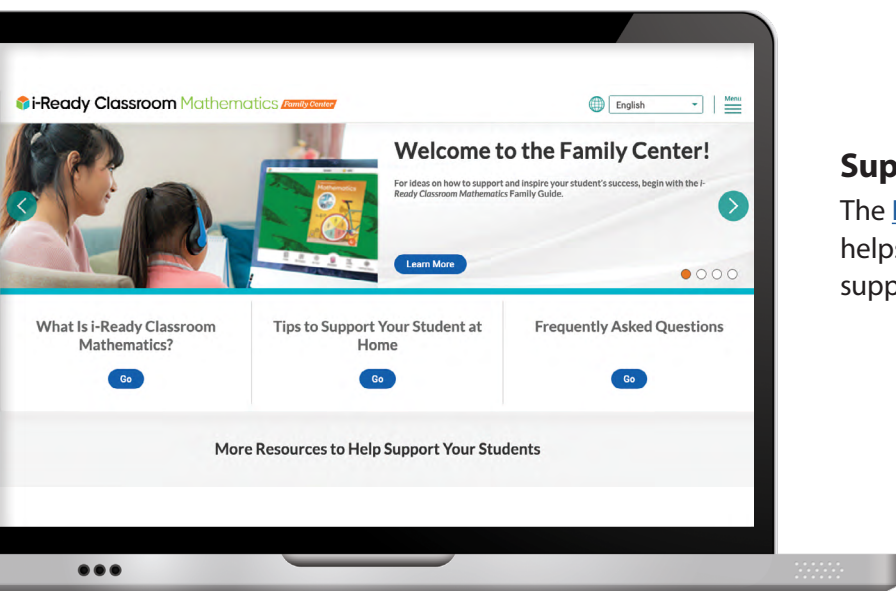 i-Ready Classroom Mathematics Family Center
English
Menu
Mathematics
Welcome to the Family Center!
For ideas on how to support and inspire your student's success, begin with the i-
Ready Classroom Mathematics Family Guide.
Learn More
What Is i-Ready Classroom
Mathematics?
Go
Tips to Support Your Student at
Home
Go
Frequently Asked Questions
Go
More Resources to Help Support Your Students
The